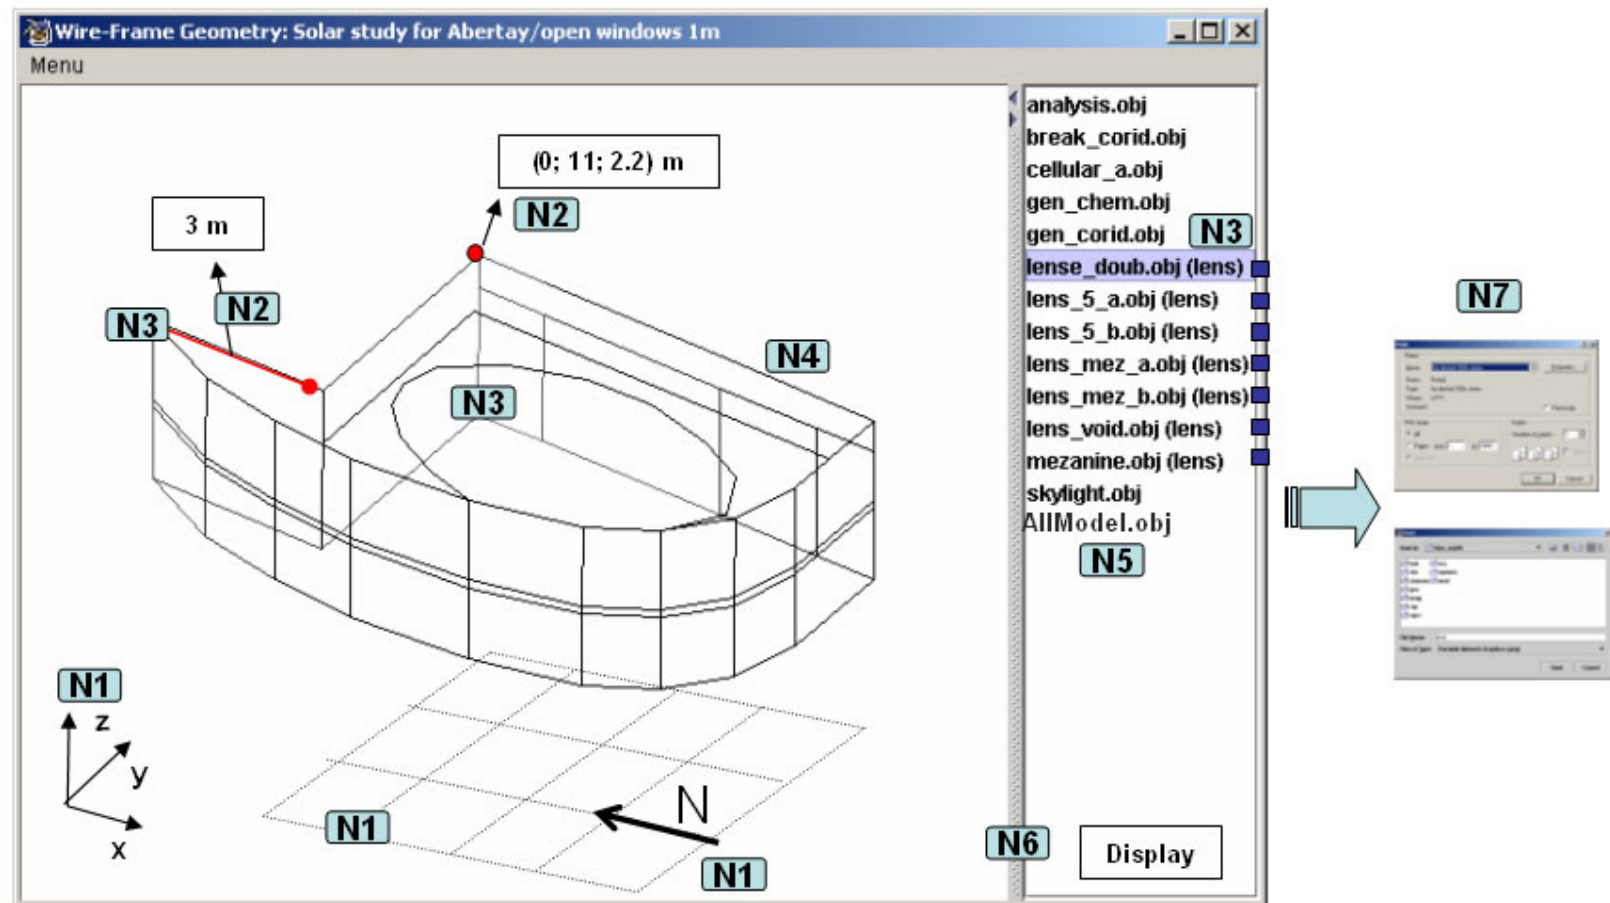 Wire-Frame Geometry: Solar study for Abertay/open windows 1m
Menu
(0; 11; 2.2) m
N2
3 m
N2
N3
N4
N3
N1
z
y
x
N1
N
N1
analysis.obj
break_corid.obj
cellular_a.obj
gen_chem.obj
gen_corid.obj
N3
lense_doub.obj (lens)
lens_5_a.obj (lens)
lens_5_b.obj (lens)
lens_mez_a.obj (lens)
lens_mez_b.obj (lens)
lens_void.obj (lens)
mezanine.obj (lens)
skylight.obj
AllModel.obj
N5
N6
Display
N7